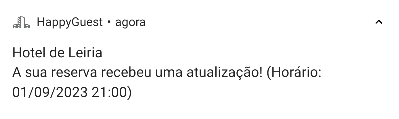 HappyGuest • agora
Hotel de Leiria
A sua reserva recebeu uma atualização! (Horário:
01/09/2023 21:00)